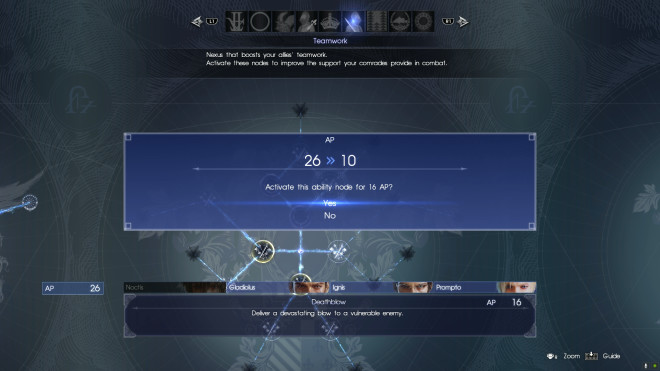 L1
R1
Teamwork
Nexus that boosts your allies' teamwork.
Activate these nodes to improve the support your comrades provide in combat.
AP
26 » 10
Activate this ability node for 16 AP?
Yes
No
AP 26
Noctis Gladiolus Ignis Prompto
Deathblow AP 16
Deliver a devastating blow to a vulnerable enemy.
Zoom Guide